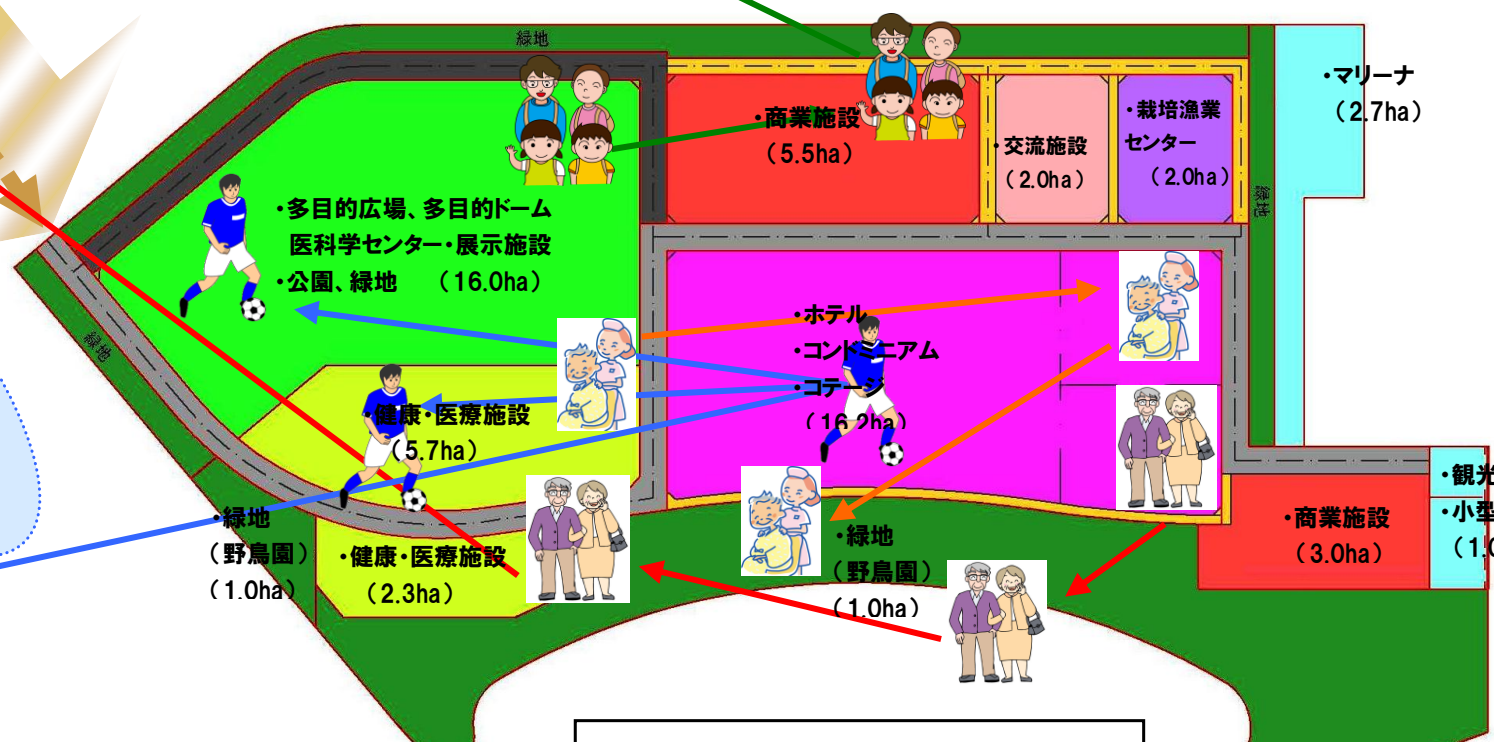 緑地
・マリーナ
(2.7ha)
・商業施設
(5.5ha)
・交流施設
(2.0ha)
・栽培漁業
センター
(2.0ha)
緑地
・多目的広場、多目的ドーム
医科学センター・展示施設
・公園、緑地 (16.0ha)
緑地
・ホテル
・コンドミニアム
・コテージ
(16.2ha)
・健康・医療施設
(5.7ha)
・緑地
(野鳥園)
(1.0ha)
・健康・医療施設
(2.3ha)
・緑地
(野鳥園)
(1.0ha)
・商業施設
(3.0ha)
・観光
・小型
(1.0